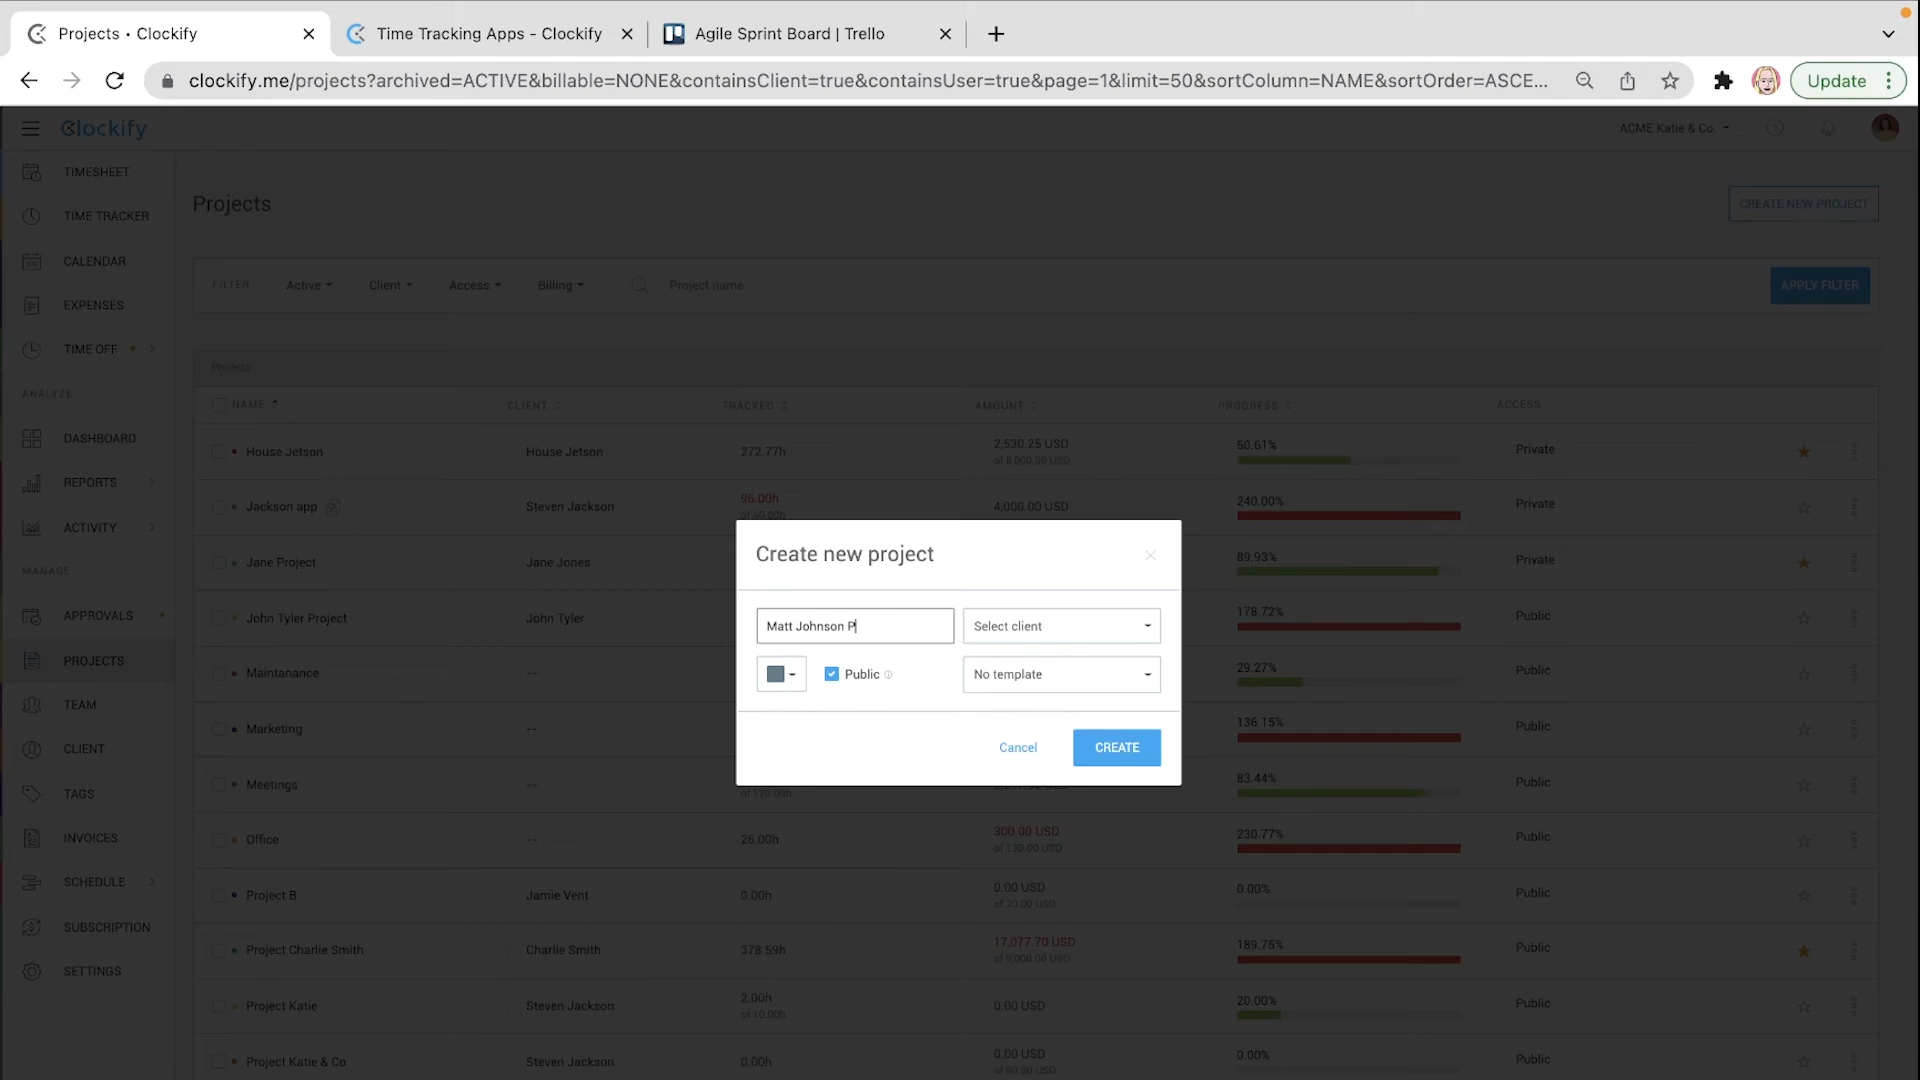 Projects • Clockify
Time Tracking Apps - Clockify
Agile Sprint Board | Trello
clockify.me/projects?archived=ACTIVE&billable=NONE&containsClient=true&containsUser=true&page=1&limit=50&sortColumn=NAME&sortOrder=ASCE...
Update
Clockify
ACME Katie & Co.
TIMESHEET
TIME TRACKER
CALENDAR
EXPENSES
TIME OFF
ANALYZE
DASHBOARD
REPORTS
ACTIVITY
MANAGE
APPROVALS
PROJECTS
TEAM
CLIENT
TAGS
INVOICES
SCHEDULE
SUBSCRIPTION
SETTINGS
Projects
CREATE NEW PROJECT
FILTER Active Client Access Billing Project name APPLY FILTER
Projects
NAME CLIENT TRACKED AMOUNT PROGRESS ACCESS
House Jetson House Jetson 272.77h 2,530.25 USD 50.61% Private
of 5,000.00 USD
Jackson app Steven Jackson 96.00h 4,000.00 USD 240.00% Private
of 40.00h
Jane Project Jane Jones 89.93% Private
John Tyler Project John Tyler 178.72% Public
Maintanance -- 29.27% Public
Marketing -- 136.15% Public
Meetings -- 83.44% Public
of 120.00h
Office -- 26.00h 300.00 USD 230.77% Public
of 130.00 USD
Project B Jamie Vent 0.00h 0.00 USD 0.00% Public
of 20.00 USD
Project Charlie Smith Charlie Smith 378.59h 17,077.70 USD 189.75% Public
of 9,000.00 USD
Project Katie Steven Jackson 2.00h 0.00 USD 20.00% Public
of 10.00h
Project Katie & Co Steven Jackson 0.00h 0.00 USD 0.00% Public
of 80.00 USD
Create new project
Matt Johnson P
Select client
Public
No template
Cancel
CREATE